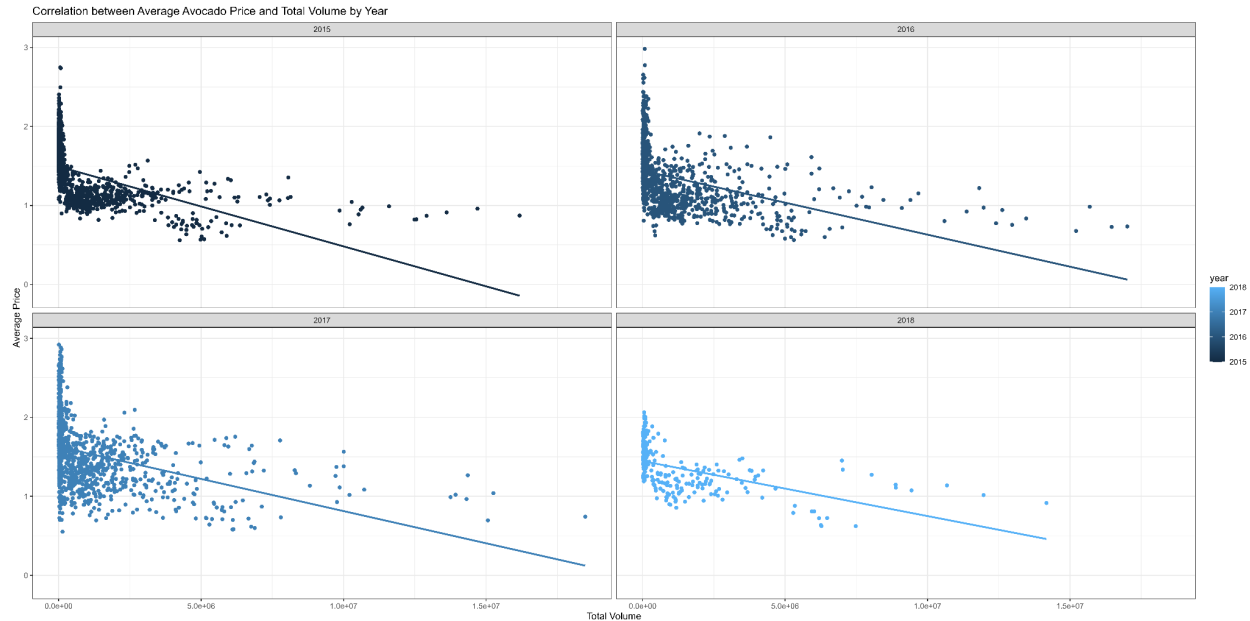 Correlation between Average Avocado Price and Total Volume by Year
2015
2016
3
2
1
0
2017
2018
3
2
1
0
Average Price
0.0e+00 5.0e+06 1.0e+07 1.5e+07
0.0e+00 5.0e+06 1.0e+07 1.5e+07
Total Volume
year
2018
2017
2016
2015